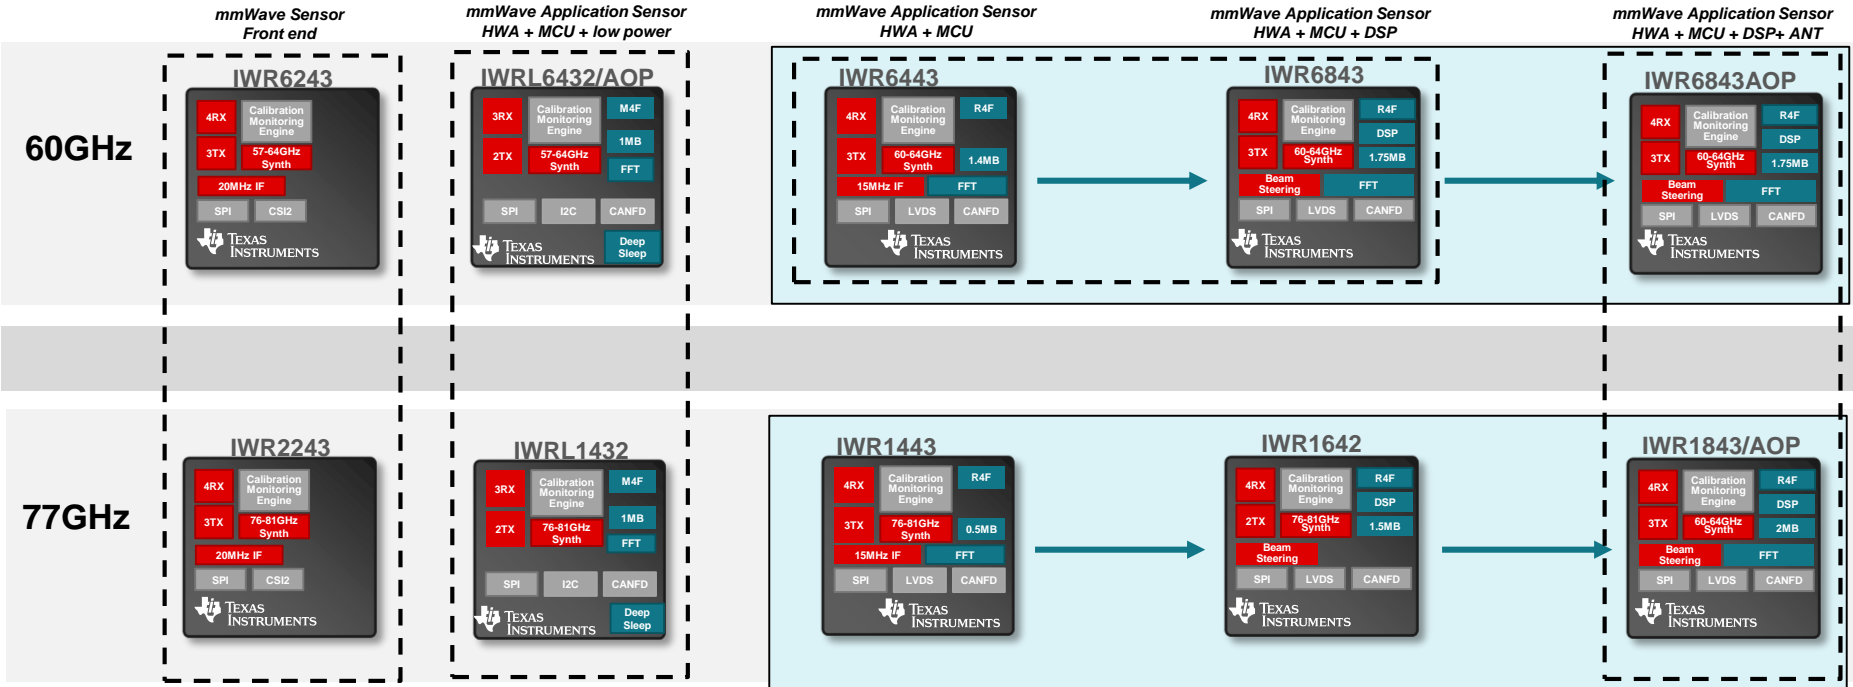 mmWave Sensor
Front end
mmWave Application Sensor
HWA + MCU + low power
mmWave Application Sensor
HWA + MCU
mmWave Application Sensor
HWA + MCU + DSP
mmWave Application Sensor
HWA + MCU + DSP+ ANT
60GHz
IWR6243
4RX
Calibration
Monitoring
Engine
3TX
57-64GHz
Synth
20MHz IF
SPI
CSI2
TEXAS
INSTRUMENTS
IWRL6432/AOP
3RX
Calibration
Monitoring
Engine
M4F
1MB
2TX
57-64GHz
Synth
FFT
SPI
I2C
CANFD
TEXAS
INSTRUMENTS
Deep
Sleep
IWR6443
4RX
Calibration
Monitoring
Engine
R4F
3TX
60-64GHz
Synth
1.4MB
15MHz IF
FFT
SPI
LVDS
CANFD
TEXAS
INSTRUMENTS
IWR6843
4RX
Calibration
Monitoring
Engine
R4F
DSP
3TX
60-64GHz
Synth
1.75MB
Beam
Steering
FFT
SPI
LVDS
CANFD
TEXAS
INSTRUMENTS
IWR6843AOP
4RX
Calibration
Monitoring
Engine
R4F
DSP
3TX
60-64GHz
Synth
1.75MB
Beam
Steering
FFT
SPI
LVDS
CANFD
TEXAS
INSTRUMENTS
77GHz
IWR2243
4RX
Calibration
Monitoring
Engine
3TX
76-81GHz
Synth
20MHz IF
SPI
CSI2
TEXAS
INSTRUMENTS
IWRL1432
3RX
Calibration
Monitoring
Engine
M4F
1MB
2TX
76-81GHz
Synth
FFT
SPI
I2C
CANFD
TEXAS
INSTRUMENTS
Deep
Sleep
IWR1443
4RX
Calibration
Monitoring
Engine
R4F
3TX
76-81GHz
Synth
0.5MB
15MHz IF
FFT
SPI
LVDS
CANFD
TEXAS
INSTRUMENTS
IWR1642
4RX
Calibration
Monitoring
Engine
R4F
DSP
2TX
76-81GHz
Synth
1.5MB
Beam
Steering
SPI
LVDS
CANFD
TEXAS
INSTRUMENTS
IWR1843/AOP
4RX
Calibration
Monitoring
Engine
R4F
DSP
3TX
60-64GHz
Synth
2MB
Beam
Steering
FFT
SPI
LVDS
CANFD
TEXAS
INSTRUMENTS